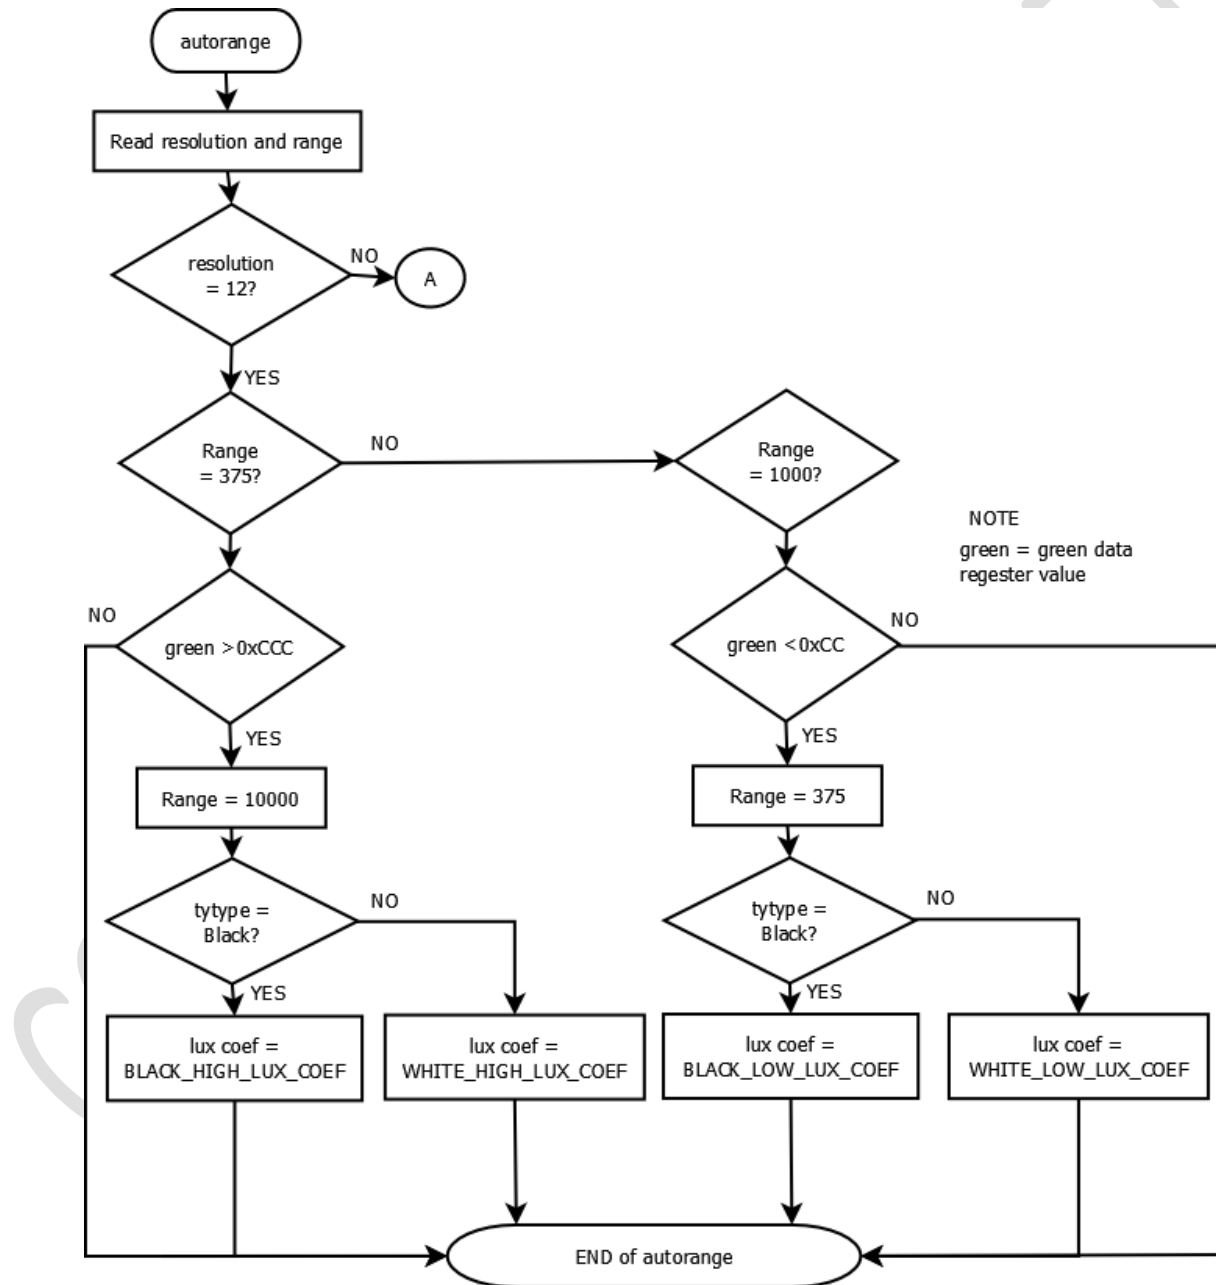 autorange
Read resolution and range
resolution
= 12?
NO
A
YES
Range
= 375?
NO
Range
= 1000?
NOTE
green = green data
regester value
NO
green >0xCCC
green <0xCC
NO
YES
YES
Range = 10000
Range = 375
tytype =
Black?
NO
tytype =
Black?
NO
YES
YES
lux coef =
BLACK_HIGH_LUX_COEF
lux coef =
WHITE_HIGH_LUX_COEF
lux coef =
BLACK_LOW_LUX_COEF
lux coef =
WHITE_LOW_LUX_COEF
END of autorange